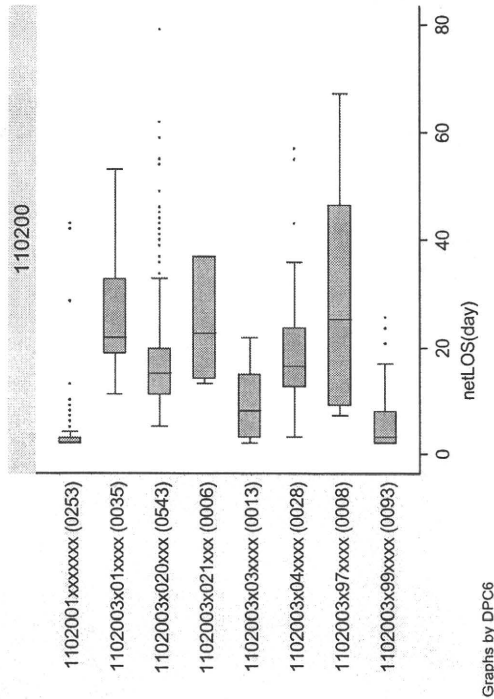 110200
1102001xxxxxxx (0253)
1102003x01xxxx (0035)
1102003x020xxx (0543)
1102003x021xxx (0006)
1102003x03xxxx (0013)
1102003x04xxxx (0028)
1102003x97xxxx (0008)
1102003x99xxxx (0093)
0
20
40
60
80
netLOS(day)
Graphs by DPC6